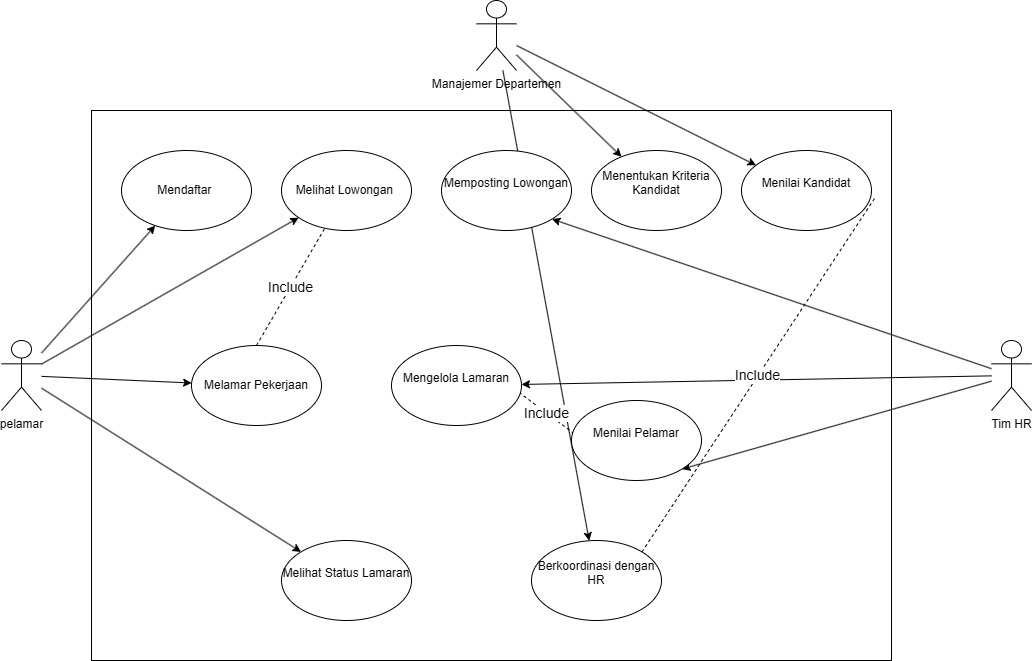 Manajemer Departemen
Mendaftar
Melihat Lowongan
Memposting Lowongan
Menentukan Kriteria
Kandidat
Menilai Kandidat
Include
pelamar
Melamar Pekerjaan
Mengelola Lamaran
Include
Include
Menilai Pelamar
Tim HR
Melihat Status Lamaran
Berkoordinasi dengan
HR